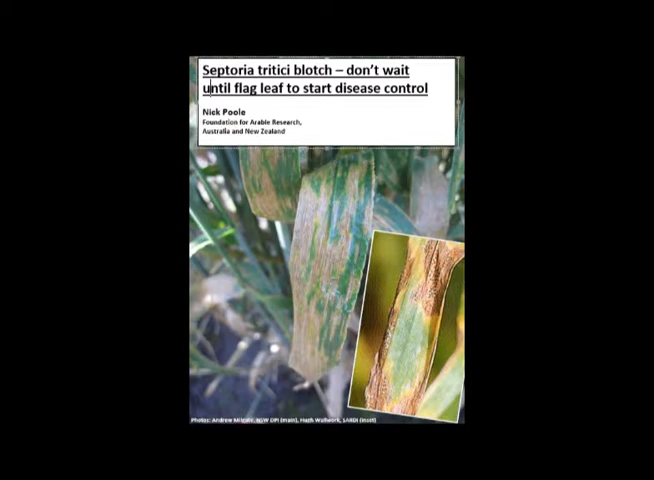 Septoria tritici blotch – don't wait
until flag leaf to start disease control
Nick Poole
Foundation for Arable Research,
Australia and New Zealand
Photos: Andrew Milgate, NSW DPI (main), Hugh Wallwork, SARDI (inset)